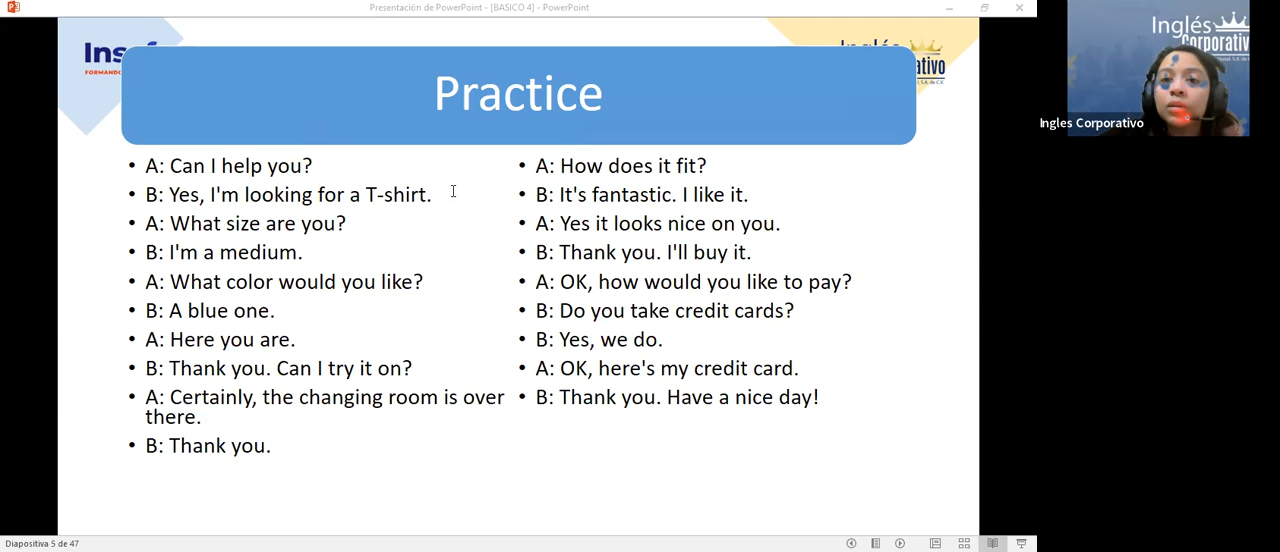 Presentación de PowerPoint - [BASICO 4] - PowerPoint
Practice
• A: Can I help you?
• B: Yes, I'm looking for a T-shirt.
• A: What size are you?
• B: I'm a medium.
• A: What color would you like?
• B: A blue one.
• A: Here you are.
• B: Thank you. Can I try it on?
• A: Certainly, the changing room is over
there.
• B: Thank you.
• A: How does it fit?
• B: It's fantastic. I like it.
• A: Yes it looks nice on you.
• B: Thank you. I'll buy it.
• A: OK, how would you like to pay?
• B: Do you take credit cards?
• B: Yes, we do.
• A: OK, here's my credit card.
• B: Thank you. Have a nice day!
Inglés
Corporativo
Ingles Corporativo
Diapositiva 5 de 47